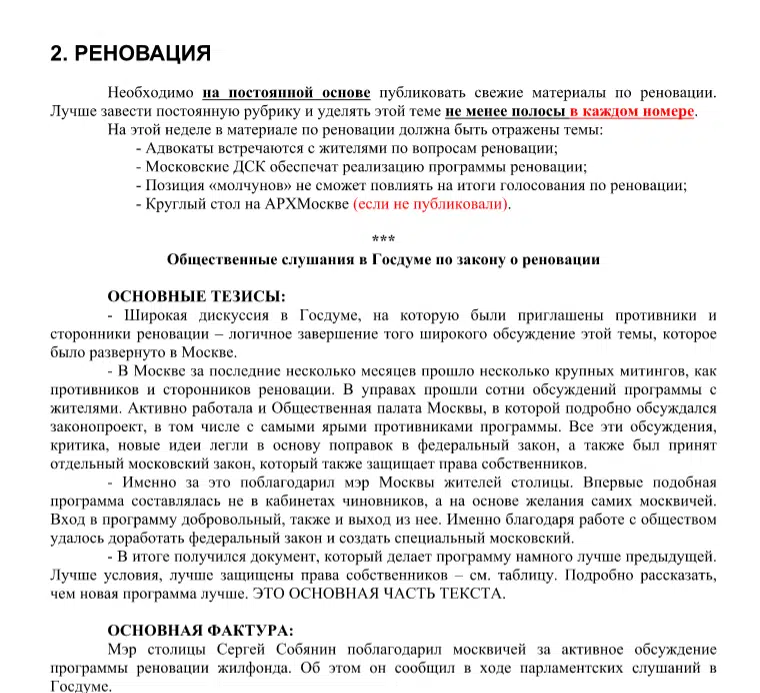 2. РЕНОВАЦИЯ
Необходимо на постоянной основе публиковать свежие материалы по реновации.
Лучше завести постоянную рубрику и уделять этой теме не менее полосы в каждом номере.
На этой неделе в материале по реновации должна быть отражены темы:
- Адвокаты встречаются с жителями по вопросам реновации;
- Московские ДСК обеспечат реализацию программы реновации;
- Позиция «молчунов» не сможет повлиять на итоги голосования по реновации;
- Круглый стол на АРХМоскве (если не публиковали).
***
Общественные слушания в Госдуме по закону о реновации
ОСНОВНЫЕ ТЕЗИСЫ:
- Широкая дискуссия в Госдуме, на которую были приглашены противники и
сторонники реновации – логичное завершение того широкого обсуждение этой темы, которое
было развернуто в Москве.
- В Москве за последние несколько месяцев прошло несколько крупных митингов, как
противников и сторонников реновации. В управах прошли сотни обсуждений программы с
жителями. Активно работала и Общественная палата Москвы, в которой подробно обсуждался
законопроект, в том числе с самыми ярыми противниками программы. Все эти обсуждения,
критика, новые идеи легли в основу поправок в федеральный закон, а также был принят
отдельный московский закон, который также защищает права собственников.
- Именно за это поблагодарил мэр Москвы жителей столицы. Впервые подобная
программа составлялась не в кабинетах чиновников, а на основе желания самих москвичей.
Вход в программу добровольный, также и выход из нее. Именно благодаря работе с обществом
удалось доработать федеральный закон и создать специальный московский.
- В итоге получился документ, который делает программу намного лучше предыдущей.
Лучше условия, лучше защищены права собственников – см. таблицу. Подробно рассказать,
чем новая программа лучше. ЭТО ОСНОВНАЯ ЧАСТЬ ТЕКСТА.
ОСНОВНАЯ ФАКТУРА:
Мэр столицы Сергей Собянин поблагодарил москвичей за активное обсуждение
программы реновации жилфонда. Об этом он сообщил в ходе парламентских слушаний в
Госдуме.